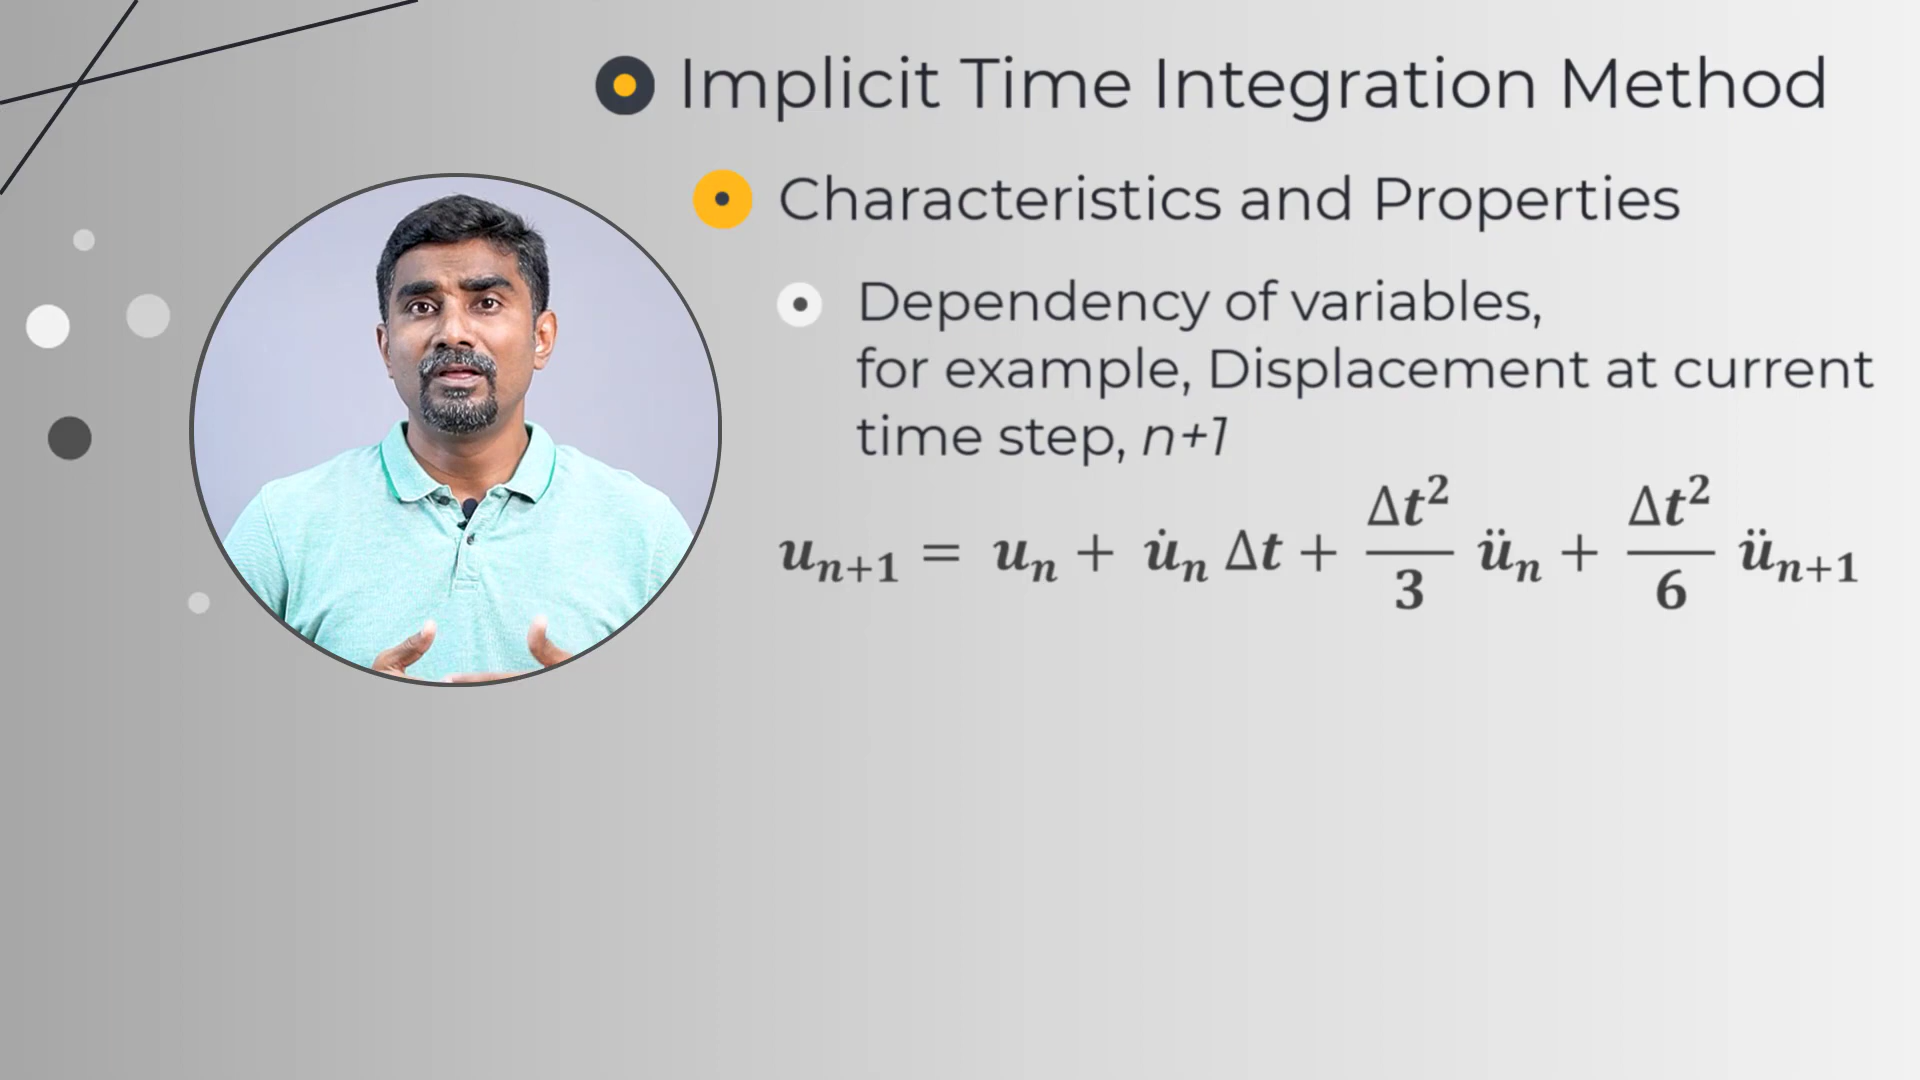 Implicit Time Integration Method
Characteristics and Properties
Dependency of variables,
for example, Displacement at current
time step, n+1
uₙ₊₁ = uₙ + u̇ₙ Δt + Δt²/3 üₙ + Δt²/6 üₙ₊₁